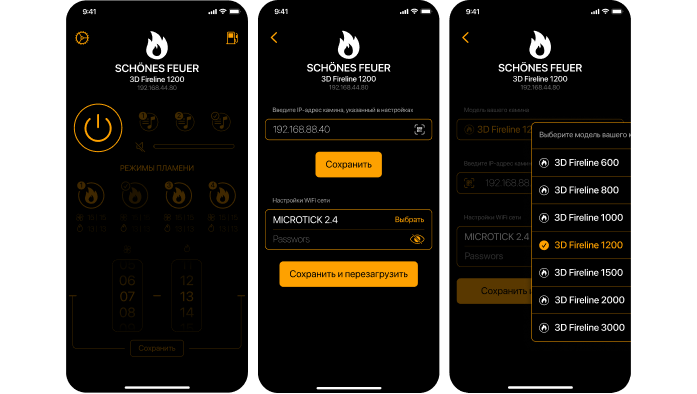 9:41
SCHÖNES FEUER
3D Fireline 1200
192.168.44.80
РЕЖИМЫ ПЛАМЕНИ
06
07
08
12
13
14
Сохранить
9:41
SCHÖNES FEUER
3D Fireline 1200
192.168.44.80
Введите IP-адрес камина, указанный в настройках
192.168.88.40
Сохранить
Настройки WiFi сети
MICROTICK 2.4
Выбрать
Passwors
Сохранить и перезагрузить
9:41
SCHÖNES FEUER
3D Fireline 1200
192.168.44.80
Модель вашего камина
3D Fireline 12
Выберите модель вашего к
Введите IP-адрес камин
192.168.88
Настройки WiFi сети
MICROTICK 2.4
Passwors
Сохранить и
3D Fireline 600
3D Fireline 800
3D Fireline 1000
3D Fireline 1200
3D Fireline 1500
3D Fireline 2000
3D Fireline 3000